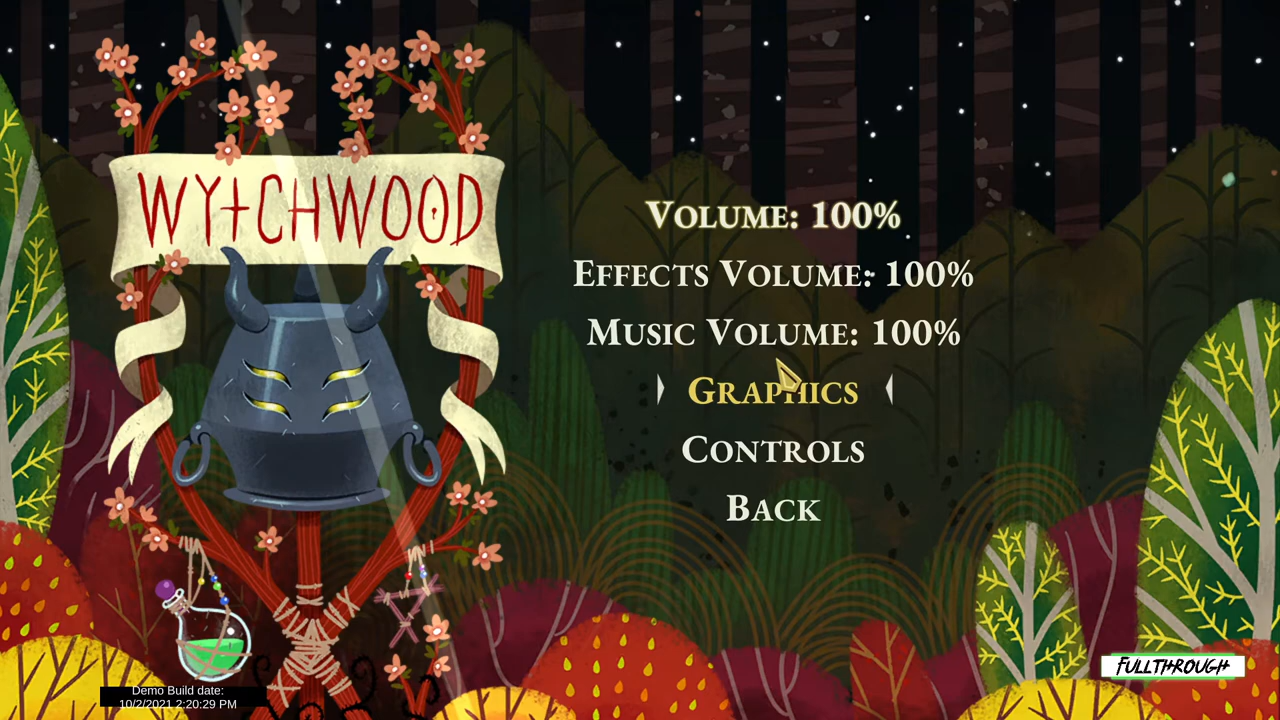 WYTCHWOOD
VOLUME: 100%
EFFECTS VOLUME: 100%
MUSIC VOLUME: 100%
GRAPHICS
CONTROLS
BACK
FULLTHROUGH
Demo Build date:
10/2/2021 2:20:29 PM